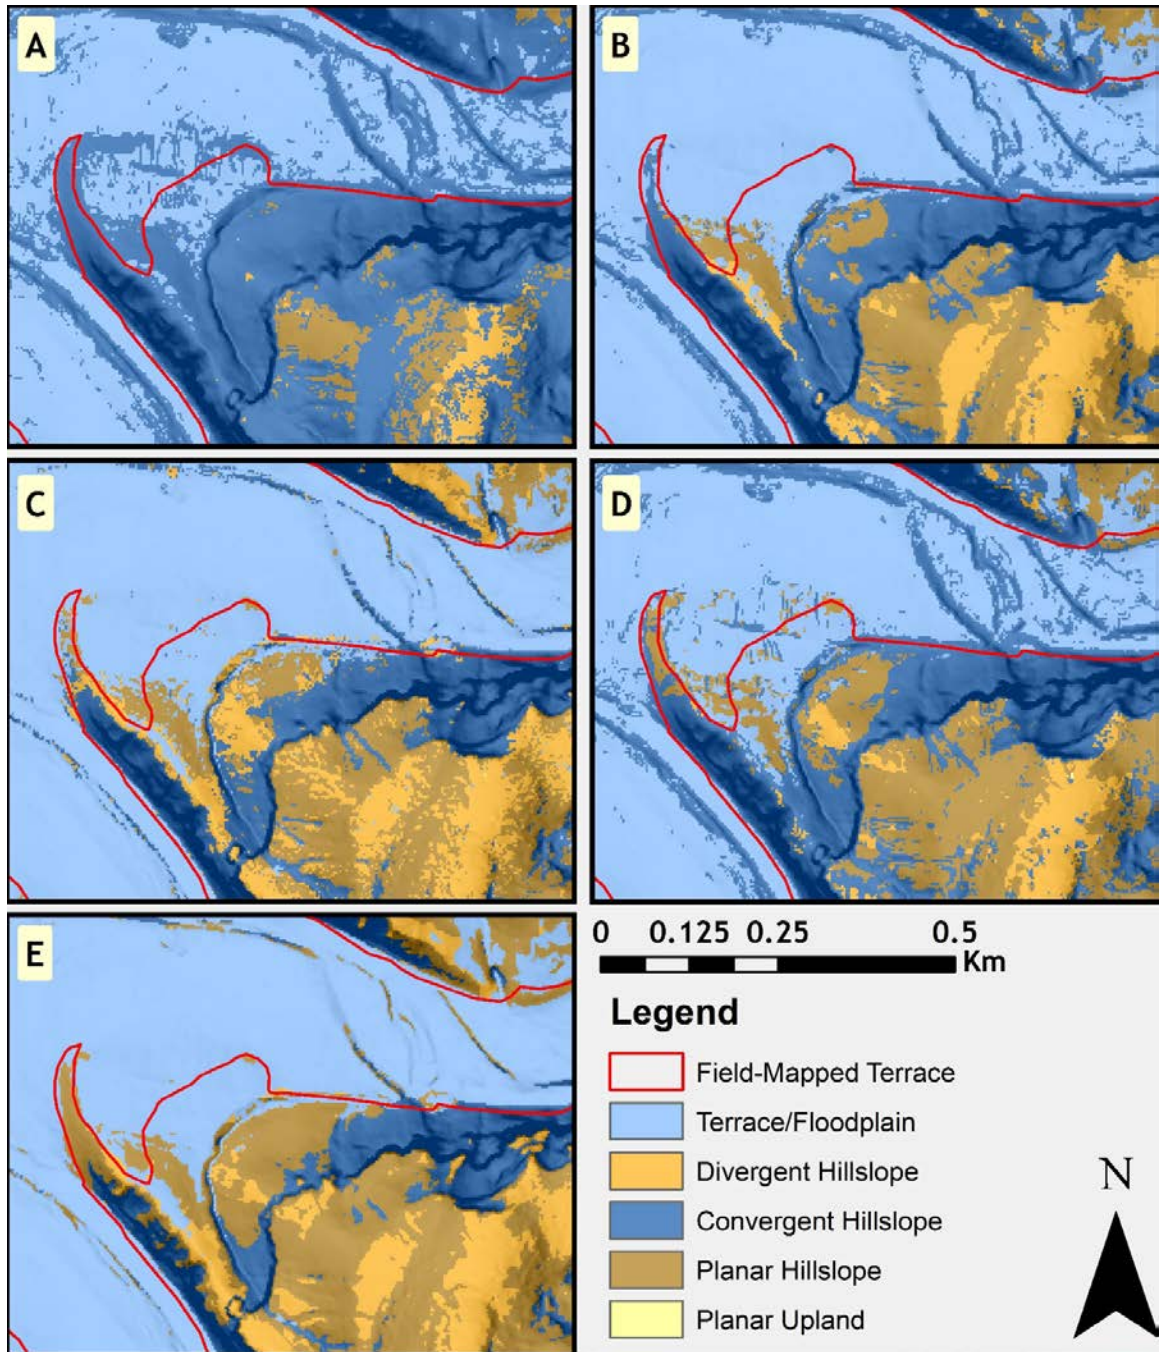 A
B
C
D
E
0 0.125 0.25 0.5
Km
Legend
Field-Mapped Terrace
Terrace/Floodplain
Divergent Hillslope
Convergent Hillslope
Planar Hillslope
Planar Upland
N